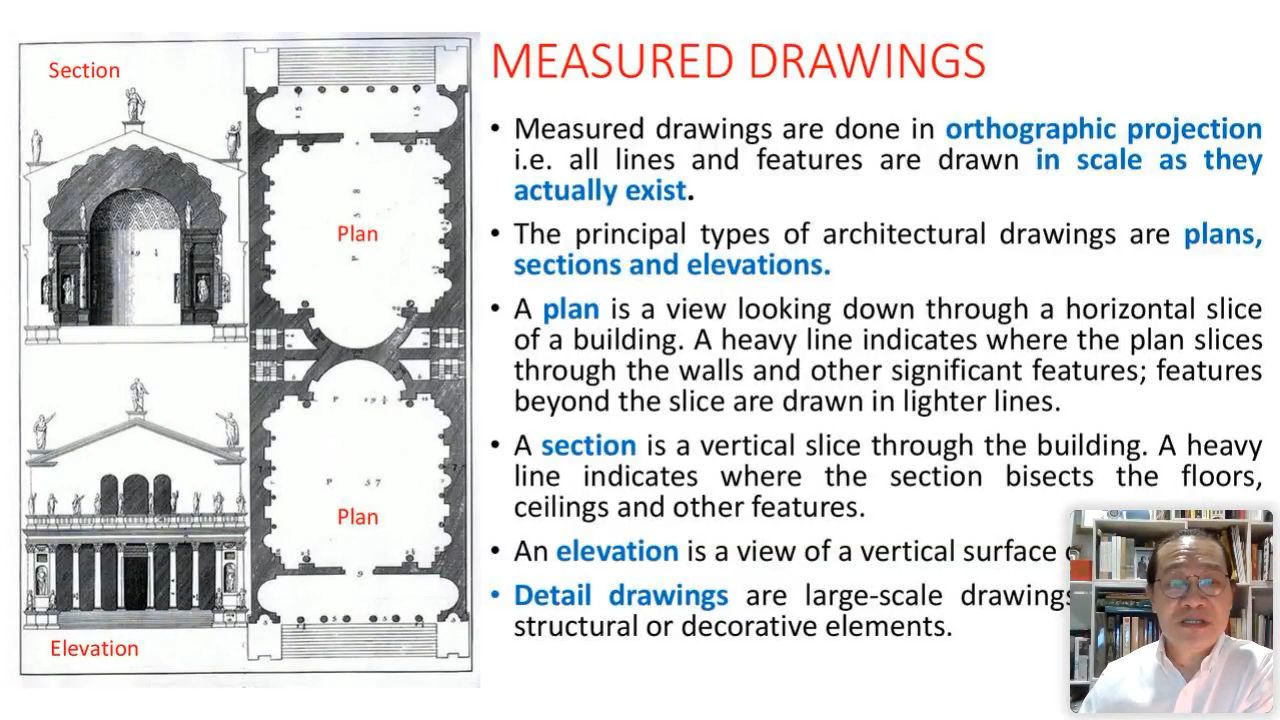 Section
Plan
Plan
Elevation
MEASURED DRAWINGS
• Measured drawings are done in orthographic projection
i.e. all lines and features are drawn in scale as they
actually exist.
• The principal types of architectural drawings are plans,
sections and elevations.
• A plan is a view looking down through a horizontal slice
of a building. A heavy line indicates where the plan slices
through the walls and other significant features; features
beyond the slice are drawn in lighter lines.
• A section is a vertical slice through the building. A heavy
line indicates where the section bisects the floors,
ceilings and other features.
• An elevation is a view of a vertical surface
• Detail drawings are large-scale drawings
structural or decorative elements.